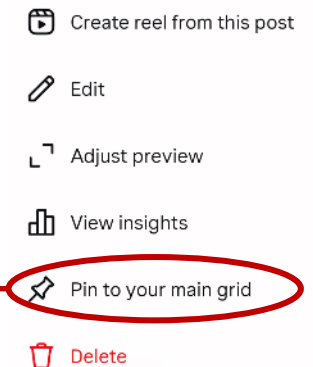 Create reel from this post
Edit
Adjust preview
View insights
Pin to your main grid
Delete